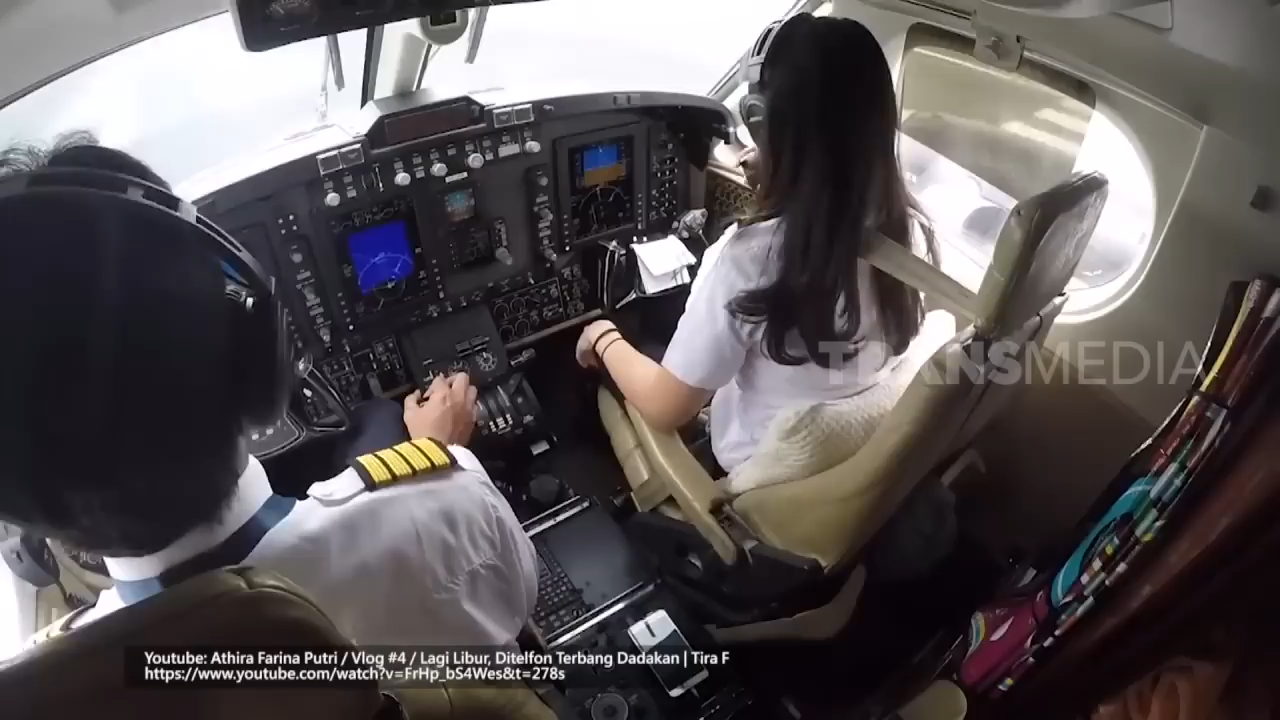 TRANSMEDIA
Youtube: Athira Farina Putri / Vlog #4 / Lagi Libur, Ditelfon Terbang Dadakan | Tira F
https://www.youtube.com/watch?v=FrHp_bS4Wes&t=278s